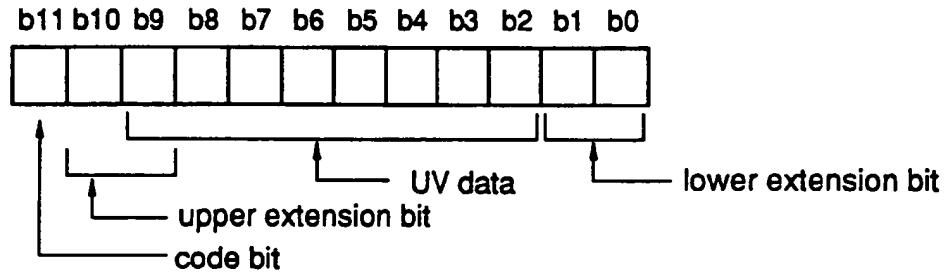 b11 b10 b9 b8 b7 b6 b5 b4 b3 b2 b1 b0
UV data
lower extension bit
upper extension bit
code bit